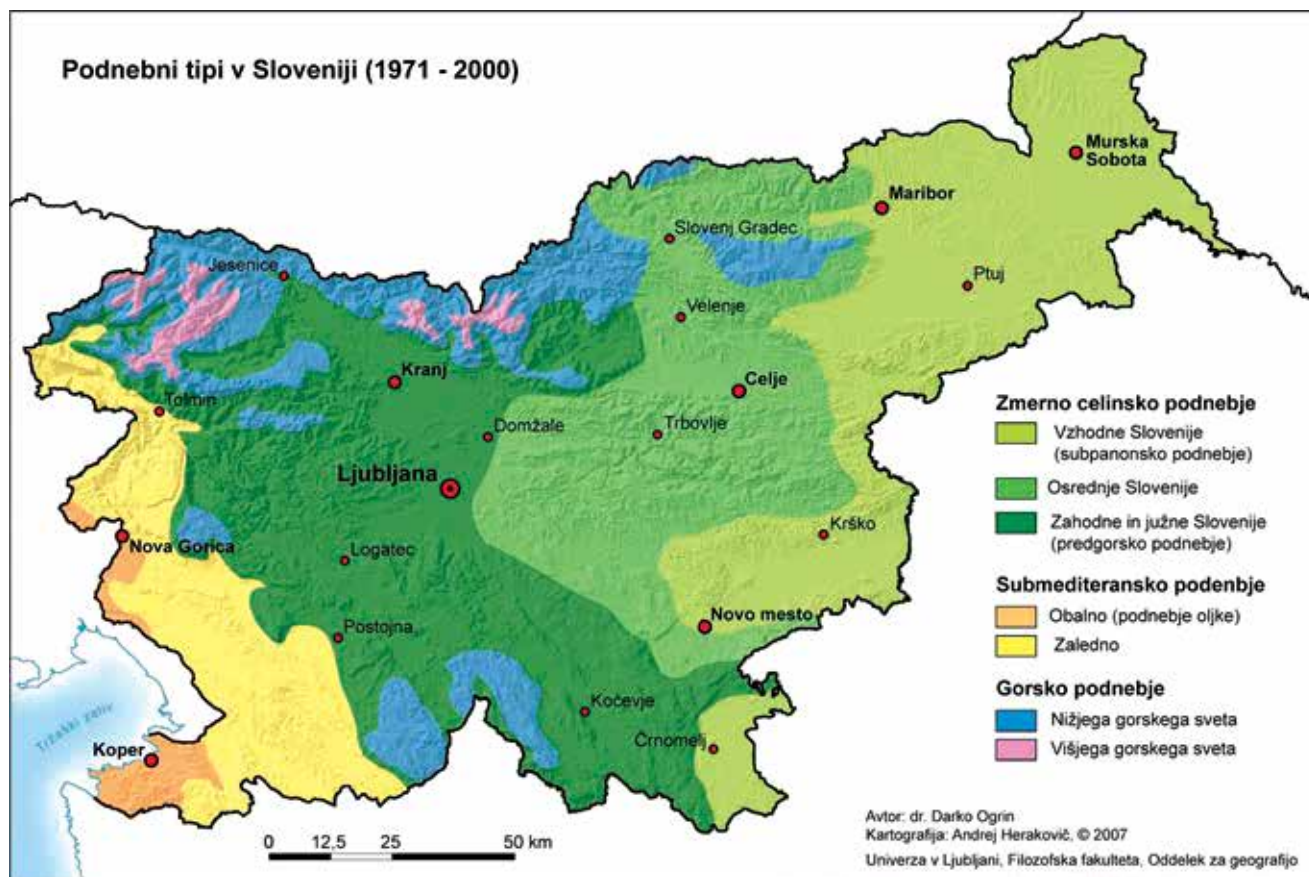 Podnebni tipi v Sloveniji (1971 - 2000)
Murska
Sobota
Maribor
Slovenj Gradec
Jesenice
Ptuj
Velenje
Kranj
Celje
Tolmin
Domžale
Trbovlje
Ljubljana
Krško
Nova Gorica
Logatec
Novo mesto
Postojna
Kočevje
Črnomelj
Tržaški zaliv
Koper
Zmerno celinsko podnebje
Vzhodne Slovenije
(subpanonsko podnebje)
Osrednje Slovenije
Zahodne in južne Slovenije
(predgorsko podnebje)
Submediteransko podenbje
Obalno (podnebje oljke)
Zaledno
Gorsko podnebje
Nižjega gorskega sveta
Višjega gorskega sveta
0 12,5 25 50 km
Avtor: dr. Darko Ogrin
Kartografija: Andrej Herakovič, © 2007
Univerza v Ljubljani, Filozofska fakulteta, Oddelek za geografijo